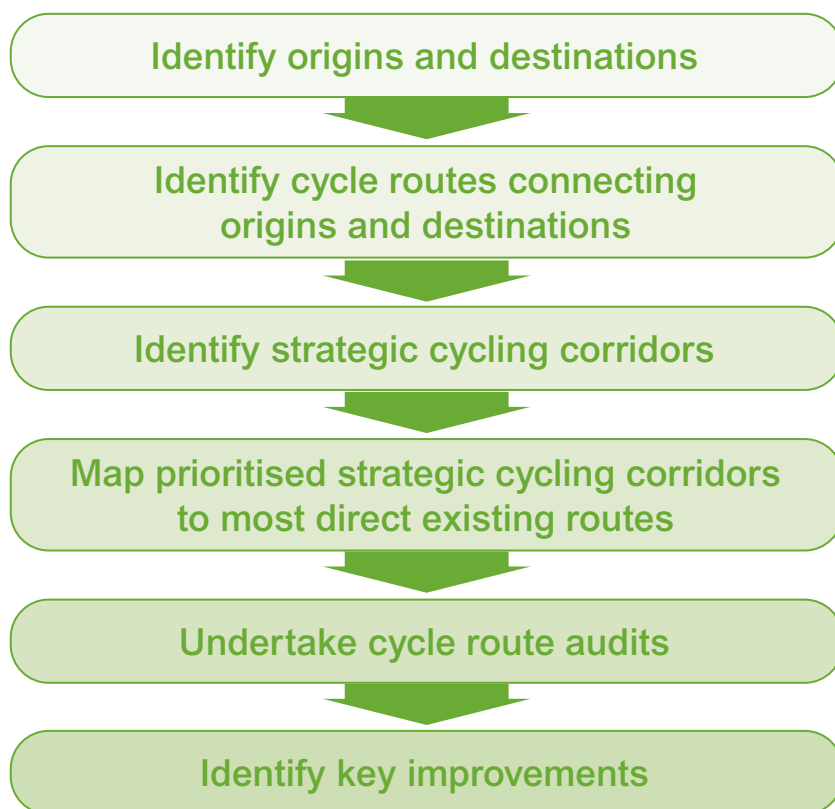 Identify origins and destinations
Identify cycle routes connecting
origins and destinations
Identify strategic cycling corridors
Map prioritised strategic cycling corridors
to most direct existing routes
Undertake cycle route audits
Identify key improvements